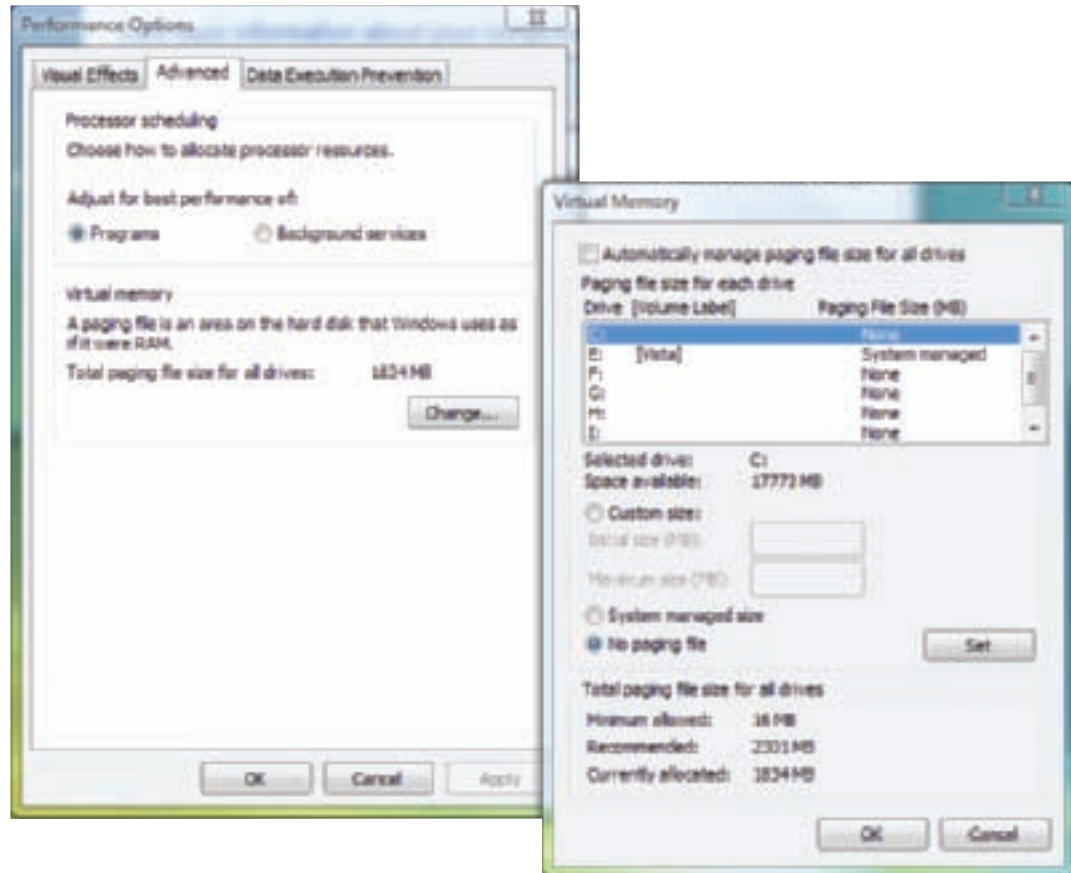 Performance Options
Visual Effects
Advanced
Data Execution Prevention
Processor scheduling
Choose how to allocate processor resources.
Adjust for best performance of:
Programs
Background services
Virtual memory
A paging file is an area on the hard disk that Windows uses as
if it were RAM.
Total paging file size for all drives: 1834 MB
Change...
OK
Cancel
Apply
Virtual Memory
Automatically manage paging file size for all drives
Paging file size for each drive
Drive [Volume Label] Paging File Size (MB)
C: None
E: [Vista] System managed
F: None
G: None
H: None
I: None
Selected drive: C:
Space available: 17773 MB
Custom size:
Initial size (MB):
Maximum size (MB):
System managed size
No paging file
Set
Total paging file size for all drives
Minimum allowed: 16 MB
Recommended: 2301 MB
Currently allocated: 1834 MB
OK
Cancel